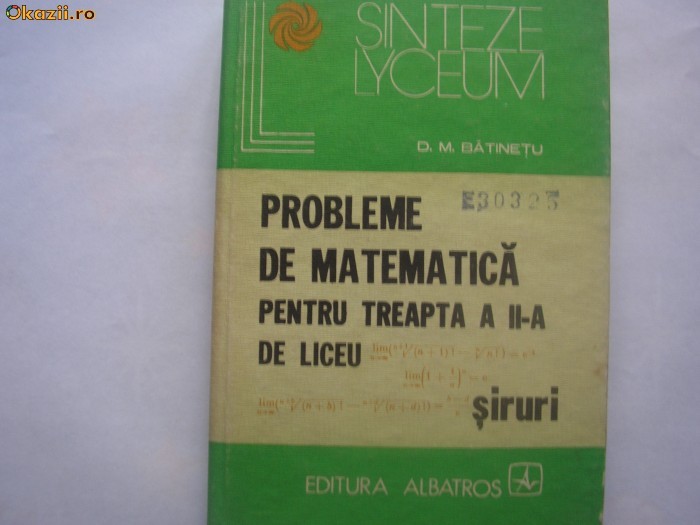 Okazii.ro
SINTEZE
LYCEUM
D. M. BĂTINEȚU
E30325
PROBLEME
DE MATEMATICĂ
PENTRU TREAPTA A II-A
DE LICEU
șiruri
EDITURA ALBATROS